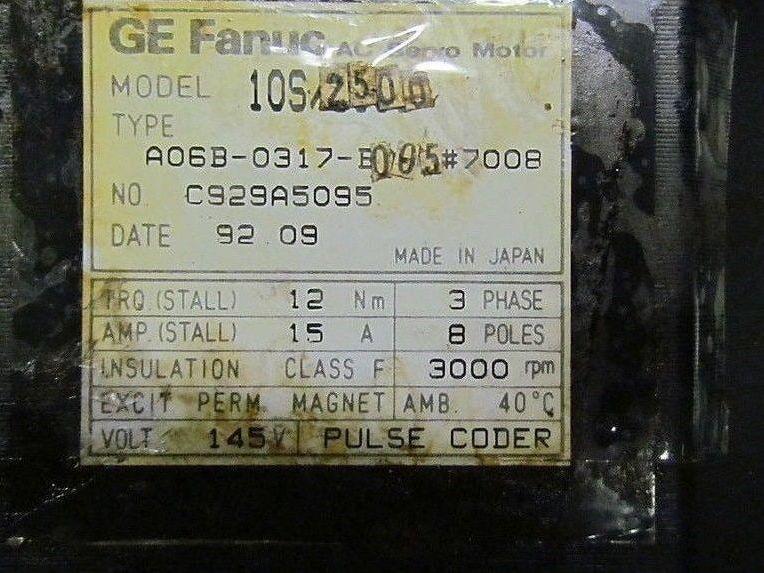 GE Fanuc AC Servo Motor
MODEL 10S/2500
TYPE
A06B-0317-B005#7008
NO. C929A5095
DATE 92.09
MADE IN JAPAN
TRQ.(STALL) 12 Nm 3 PHASE
AMP.(STALL) 15 A 8 POLES
INSULATION CLASS F 3000 rpm
EXCIT PERM. MAGNET AMB. 40°C
VOLT 145V PULSE CODER